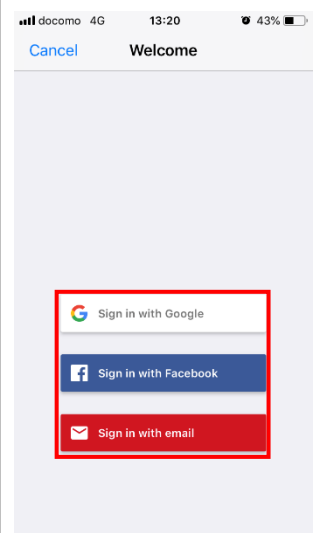 docomo 4G 13:20 43%
Cancel Welcome
Sign in with Google
Sign in with Facebook
Sign in with email